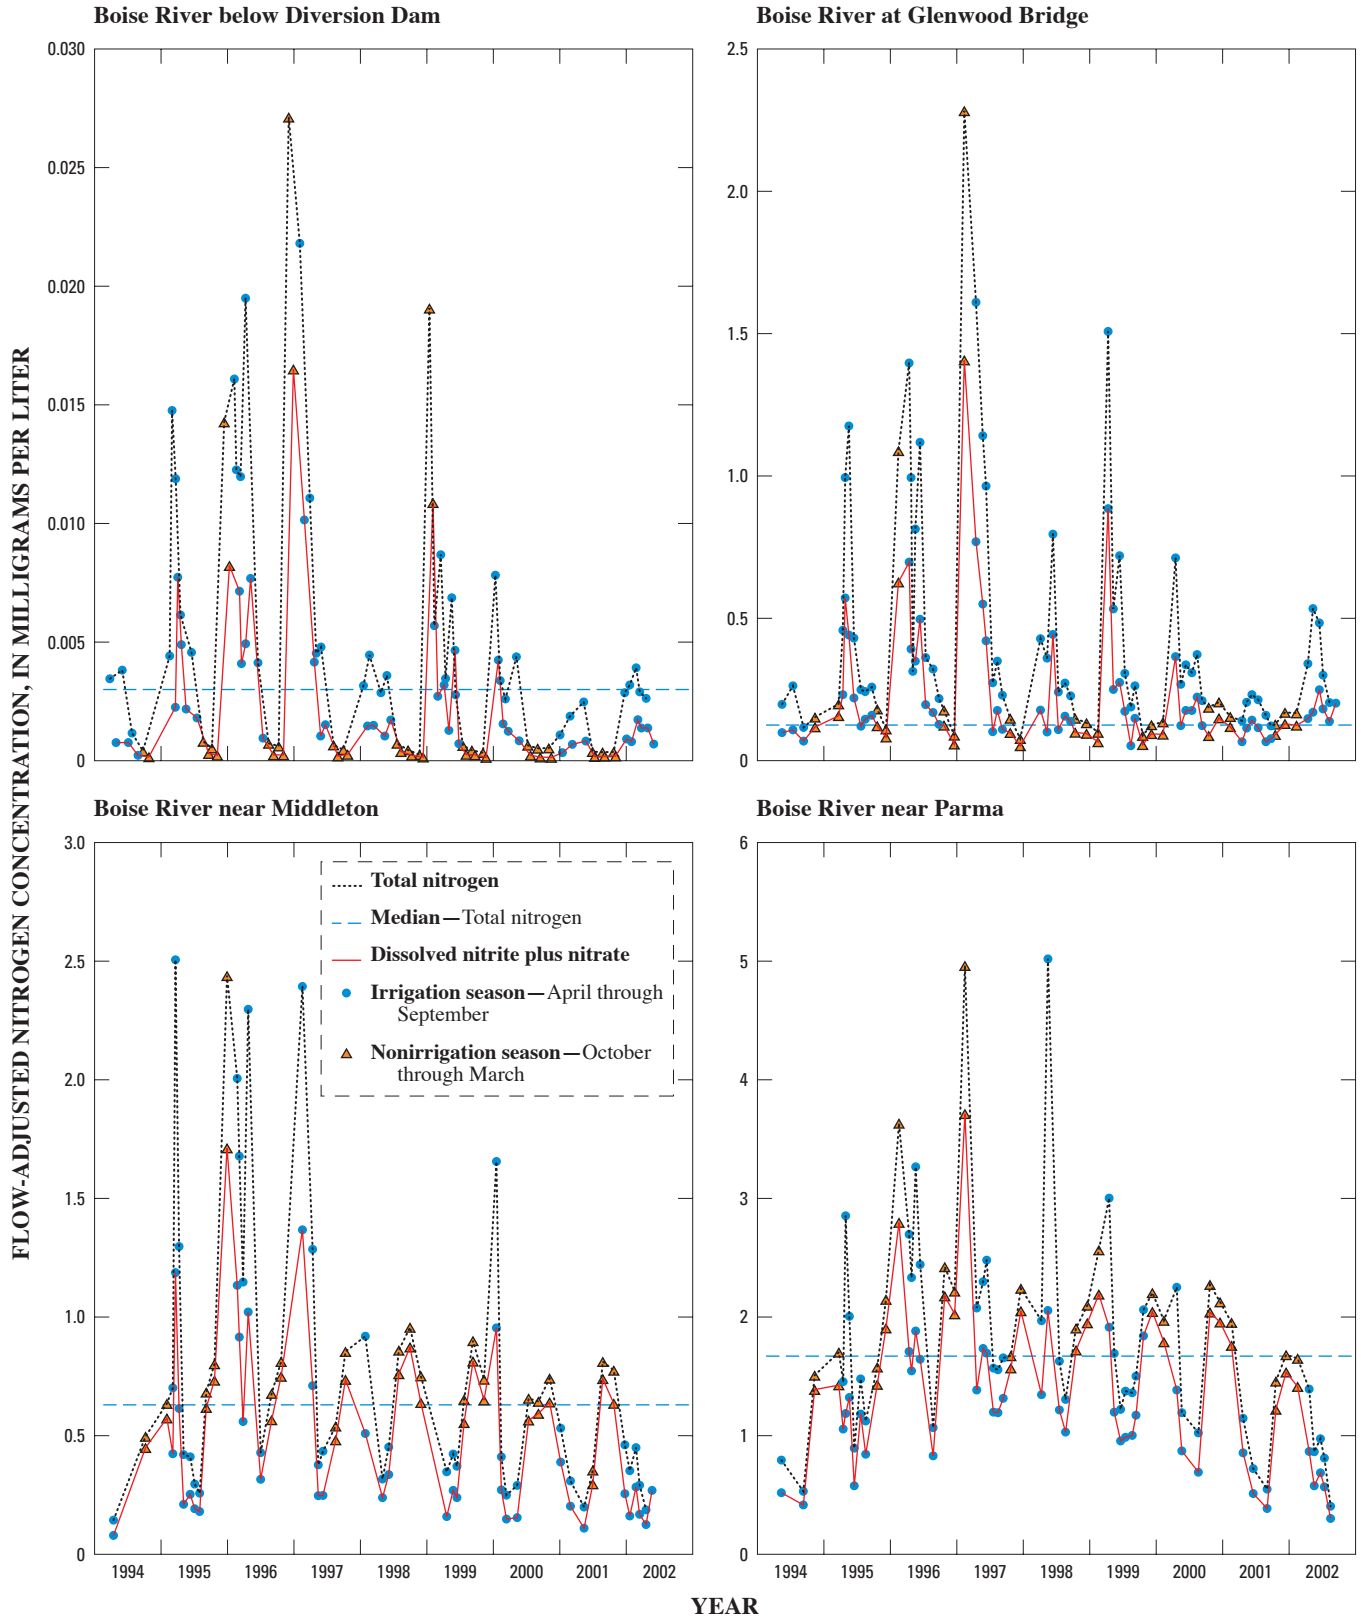 Boise River below Diversion Dam
Boise River at Glenwood Bridge
FLOW-ADJUSTED NITROGEN CONCENTRATION, IN MILLIGRAMS PER LITER
0.030
0.025
0.020
0.015
0.010
0.005
0
2.5
2.0
1.5
1.0
0.5
0
Boise River near Middleton
Boise River near Parma
3.0
2.5
2.0
1.5
1.0
0.5
0
Total nitrogen
Median—Total nitrogen
Dissolved nitrite plus nitrate
Irrigation season—April through
September
Nonirrigation season—October
through March
6
5
4
3
2
1
0
1994 1995 1996 1997 1998 1999 2000 2001 2002
1994 1995 1996 1997 1998 1999 2000 2001 2002
YEAR